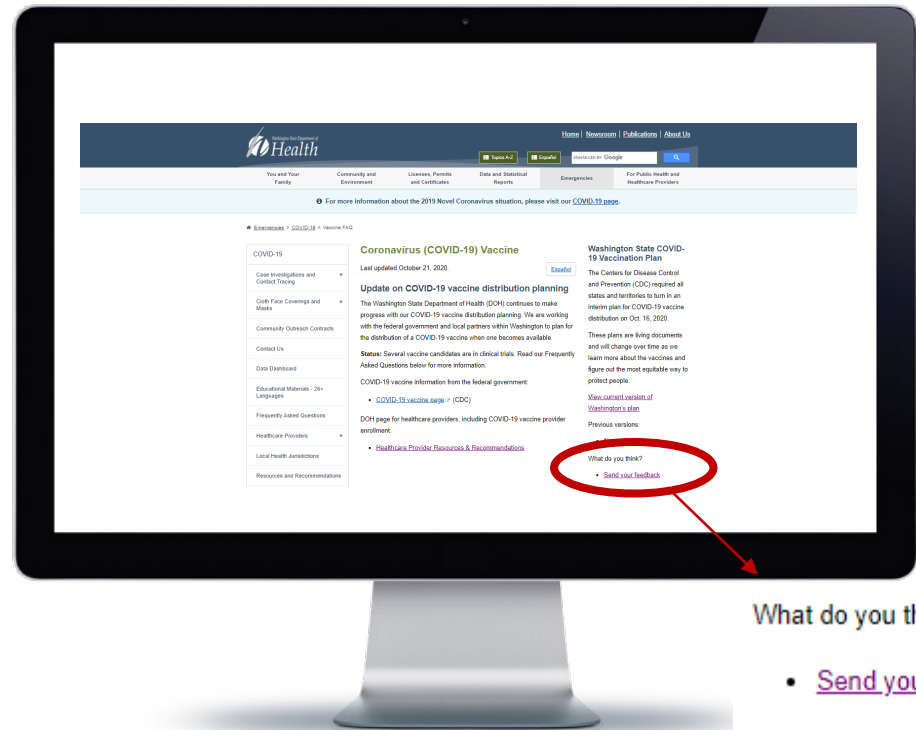 Washington State Department of
Health
Home | Newsroom | Publications | About Us
Topics A-Z
Español
ENHANCED BY Google
You and Your Family
Community and Environment
Licenses, Permits and Certificates
Data and Statistical Reports
Emergencies
For Public Health and Healthcare Providers
For more information about the 2019 Novel Coronavirus situation, please visit our COVID-19 page.
Emergencies > COVID-19 > Vaccine FAQ
COVID-19
Case Investigations and Contact Tracing +
Cloth Face Coverings and Masks +
Community Outreach Contracts
Contact Us
Data Dashboard
Educational Materials - 26+ Languages
Frequently Asked Questions
Healthcare Providers +
Local Health Jurisdictions
Resources and Recommendations
Coronavirus (COVID-19) Vaccine
Last updated October 21, 2020.
Español
Update on COVID-19 vaccine distribution planning
The Washington State Department of Health (DOH) continues to make
progress with our COVID-19 vaccine distribution planning. We are working
with the federal government and local partners within Washington to plan for
the distribution of a COVID-19 vaccine when one becomes available.
Status: Several vaccine candidates are in clinical trials. Read our Frequently
Asked Questions below for more information.
COVID-19 vaccine information from the federal government:
• COVID-19 vaccine page (CDC)
DOH page for healthcare providers, including COVID-19 vaccine provider
enrollment:
• Healthcare Provider Resources & Recommendations
Washington State COVID-
19 Vaccination Plan
The Centers for Disease Control
and Prevention (CDC) required all
states and territories to turn in an
interim plan for COVID-19 vaccine
distribution on Oct. 16, 2020.
These plans are living documents
and will change over time as we
learn more about the vaccines and
figure out the most equitable way to
protect people.
View current version of
Washington's plan
Previous versions:
What do you think?
• Send your feedback
What do you th
• Send you